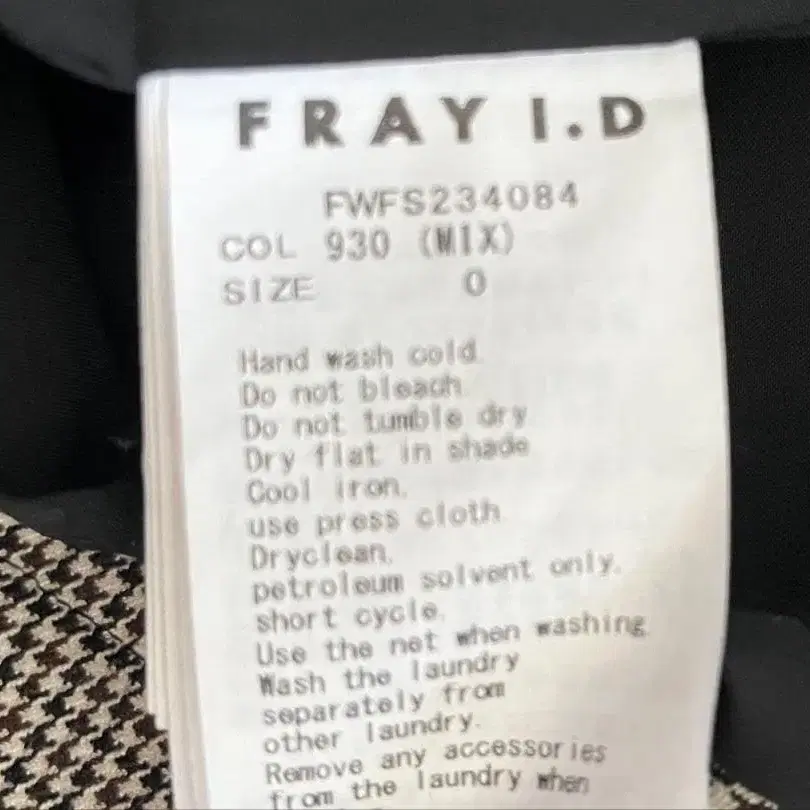 FRAY I.D
FWFS234084
COL 930 (MIX)
SIZE 0
Hand wash cold.
Do not bleach.
Do not tumble dry
Dry flat in shade
Cool iron.
use press cloth.
Dryclean.
petroleum solvent only.
short cycle.
Use the net when washing.
Wash the laundry
separately from
other laundry.
Remove any accessories
from the laundry when